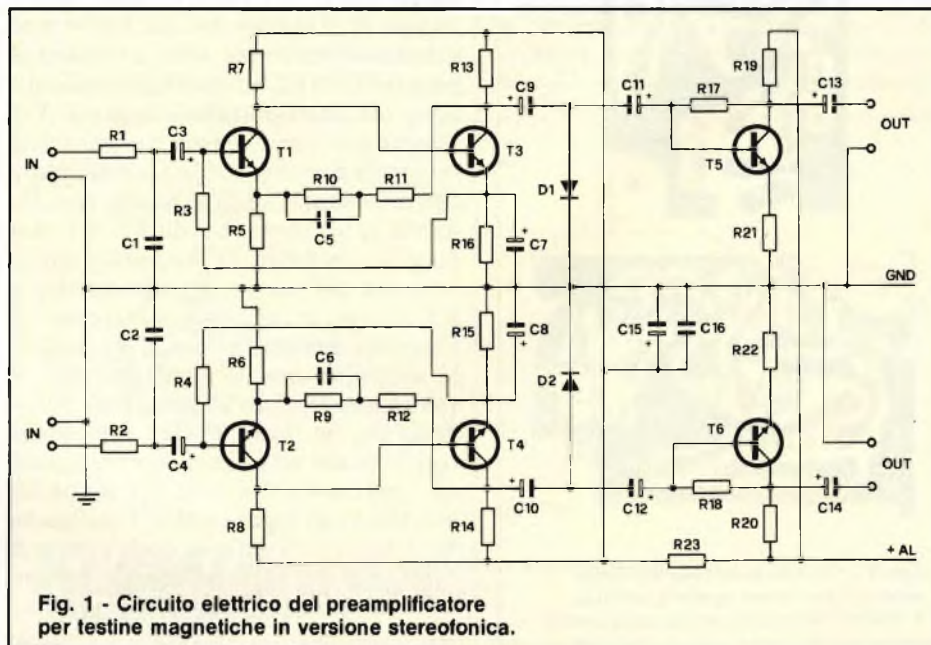 R7
R13
C9
C11
R17
R19
C13
OUT
IN
R1
C3
T1
T3
T5
R10
R11
D1
R3
R5
C5
R16
C7
R21
C1
GND
C2
R15
C8
C15
C16
R22
R4
R6
C6
D2
R9
R12
IN
R2
C4
T2
T4
T6
OUT
C10
C12
R18
C14
R8
R14
R20
R23
+ AL
Fig. 1 - Circuito elettrico del preamplificatore
per testine magnetiche in versione stereofonica.